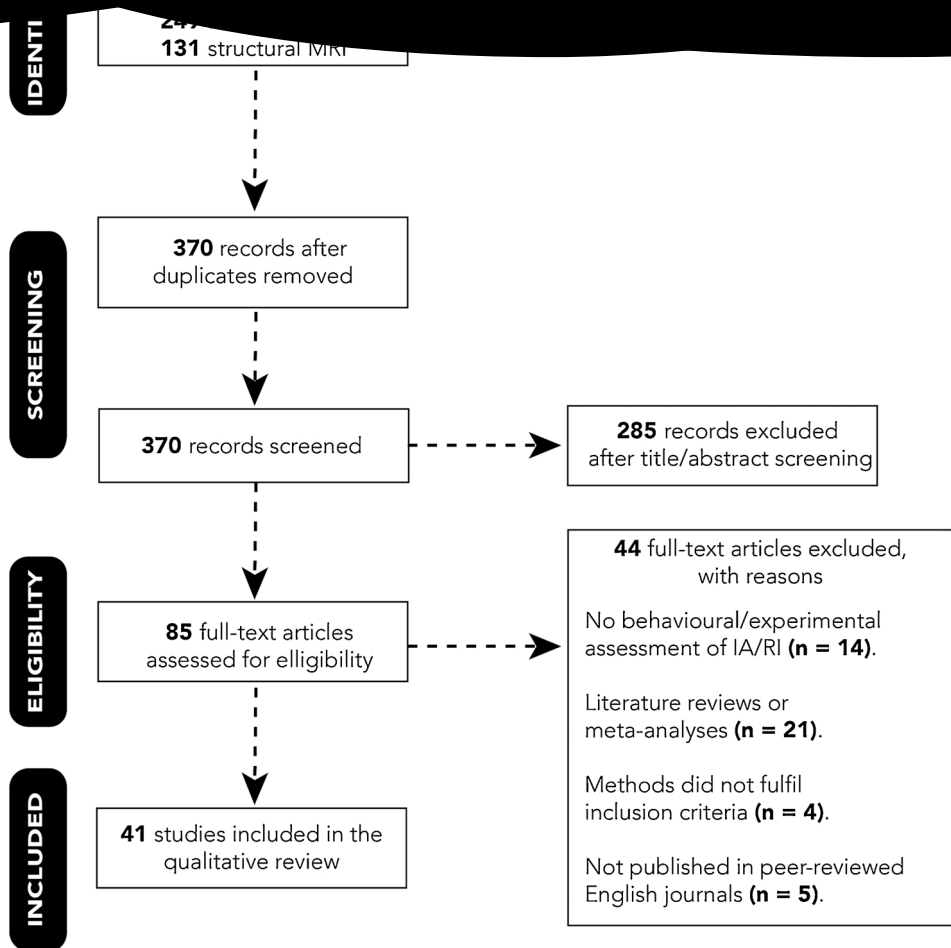 IDENTI
131 structural MRI
370 records after
duplicates removed
SCREENING
370 records screened
285 records excluded
after title/abstract screening
44 full-text articles excluded,
with reasons
ELIGIBILITY
85 full-text articles
assessed for elligibility
No behavioural/experimental
assessment of IA/RI (n = 14).
Literature reviews or
meta-analyses (n = 21).
Methods did not fulfil
inclusion criteria (n = 4).
Not published in peer-reviewed
English journals (n = 5).
INCLUDED
41 studies included in the
qualitative review